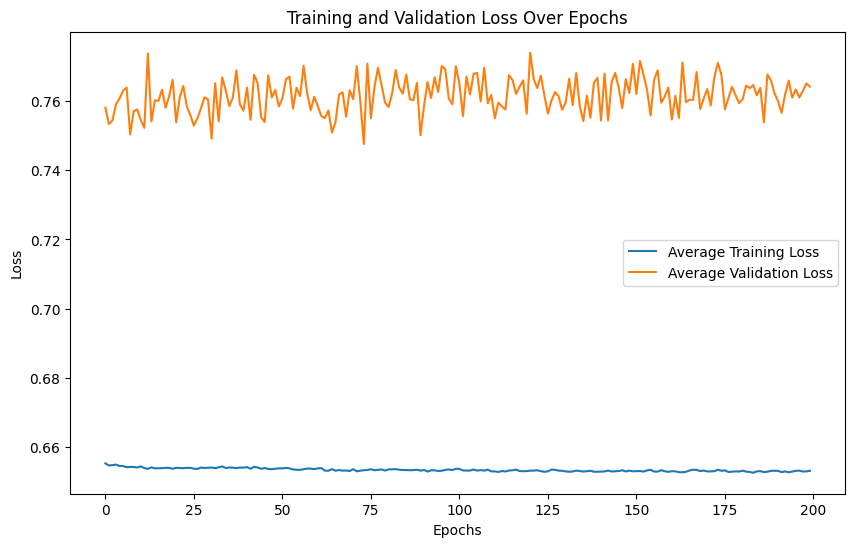 Training and Validation Loss Over Epochs
Loss
0.76
0.74
0.72
0.70
0.68
0.66
Average Training Loss
Average Validation Loss
0 25 50 75 100 125 150 175 200
Epochs